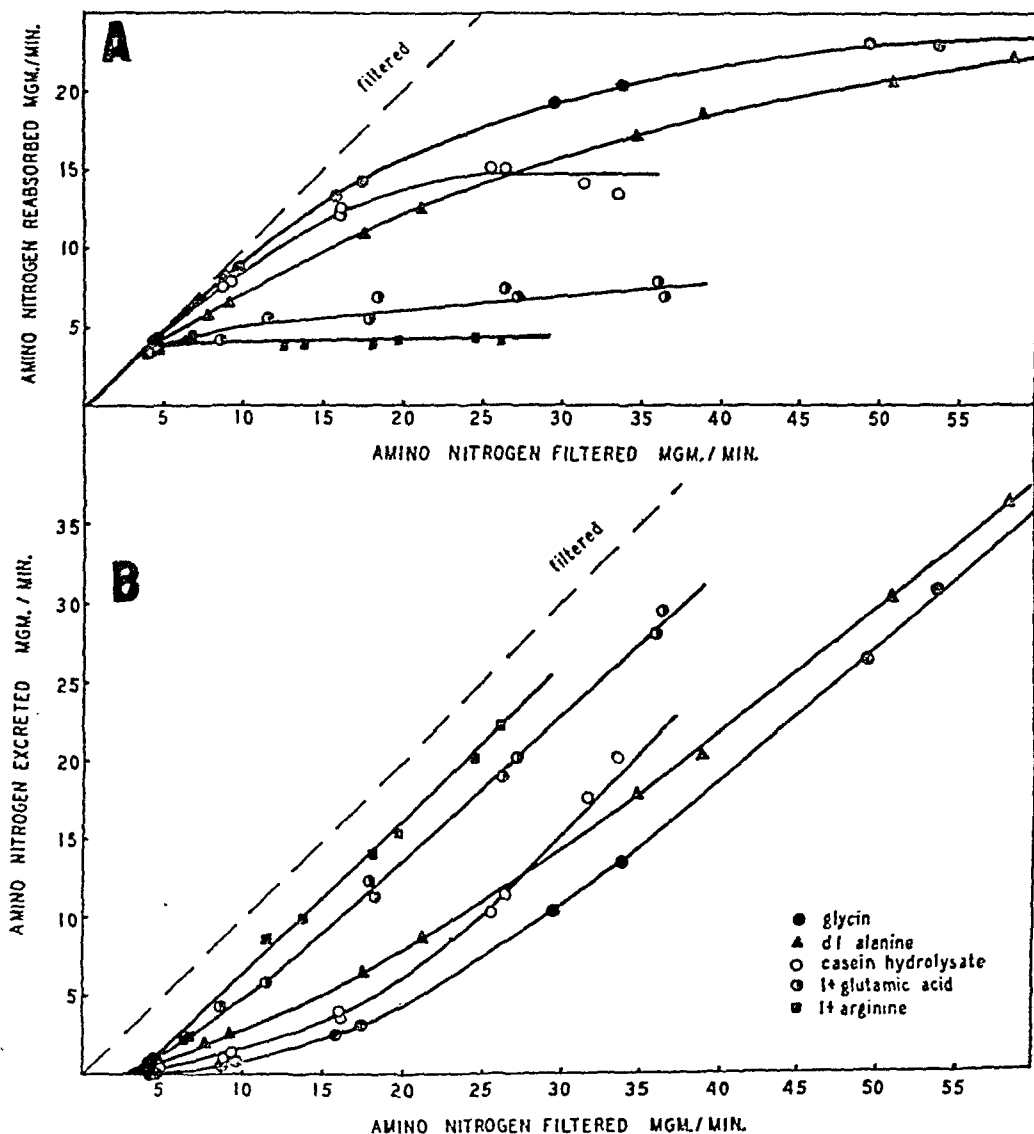 A
AMINO NITROGEN REABSORBED MGM./MIN.
filtered
20
15
10
5
5 10 15 20 25 30 35 40 45 50 55
AMINO NITROGEN FILTERED MGM./MIN.
B
AMINO NITROGEN EXCRETED MGM./MIN.
filtered
35
30
25
20
15
10
5
glycin
dl alanine
casein hydrolysate
l+ glutamic acid
l+ arginine
5 10 15 20 25 30 35 40 45 50 55
AMINO NITROGEN FILTERED MGM./MIN.